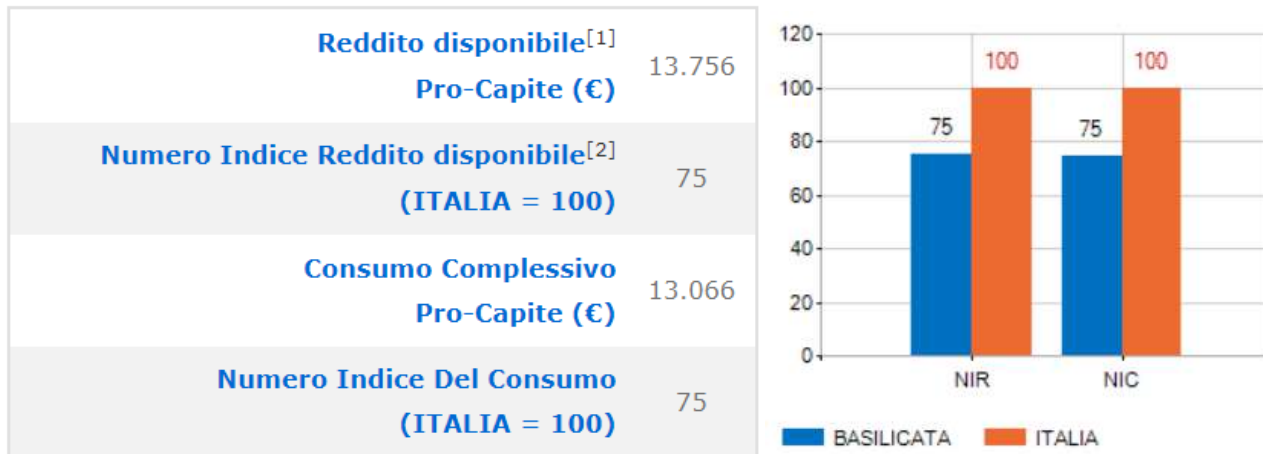 Reddito disponibile[1]
Pro-Capite (€)
13.756
Numero Indice Reddito disponibile[2]
(ITALIA = 100)
75
Consumo Complessivo
Pro-Capite (€)
13.066
Numero Indice Del Consumo
(ITALIA = 100)
75
120
100
80
60
40
20
0
75
100
75
100
NIR
NIC
BASILICATA
ITALIA